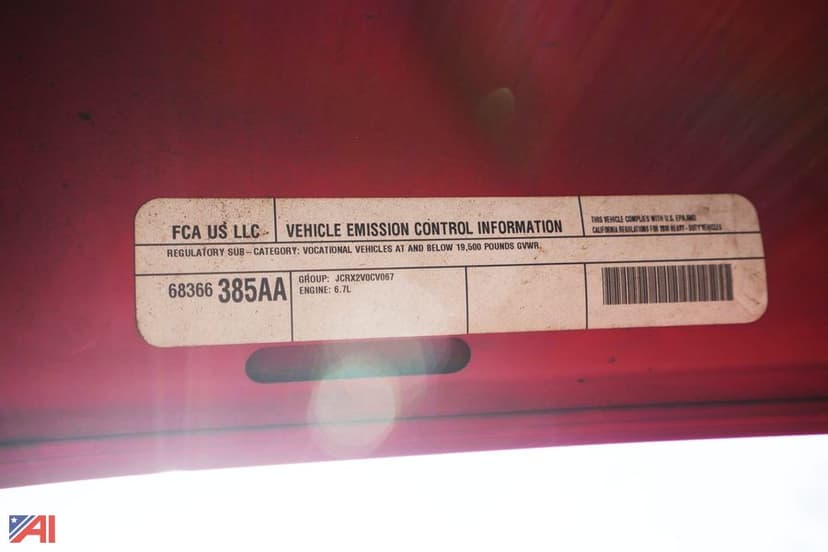 FCA US LLC
VEHICLE EMISSION CONTROL INFORMATION
THIS VEHICLE COMPLIES WITH U.S. EPA AND
CALIFORNIA REGULATIONS FOR 2018 HEAVY - DUTY VEHICLES
REGULATORY SUB - CATEGORY: VOCATIONAL VEHICLES AT AND BELOW 19,500 POUNDS GVWR.
68366 385AA
GROUP: JCRX2V0CV067
ENGINE: 6.7L
AI